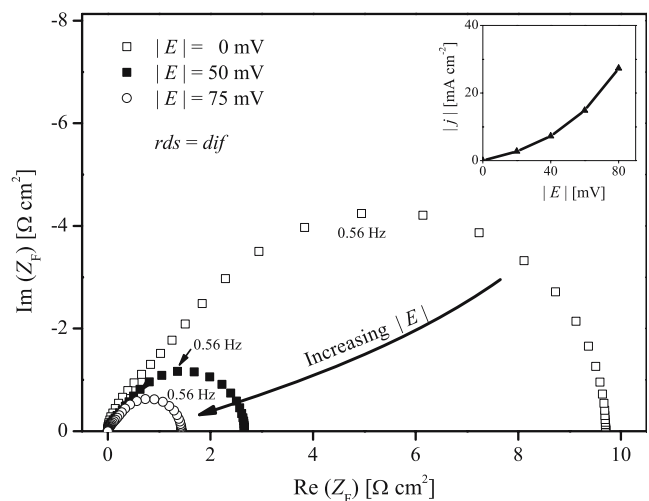 -8
-6
-4
-2
0
Im (Z_F) [Ω cm²]
0 2 4 6 8 10
Re (Z_F) [Ω cm²]
□ | E | = 0 mV
■ | E | = 50 mV
○ | E | = 75 mV
rds = dif
0.56 Hz
0.56 Hz
0.56 Hz
Increasing | E |
40
20
0
| j | [mA cm⁻²]
0 40 80
| E | [mV]